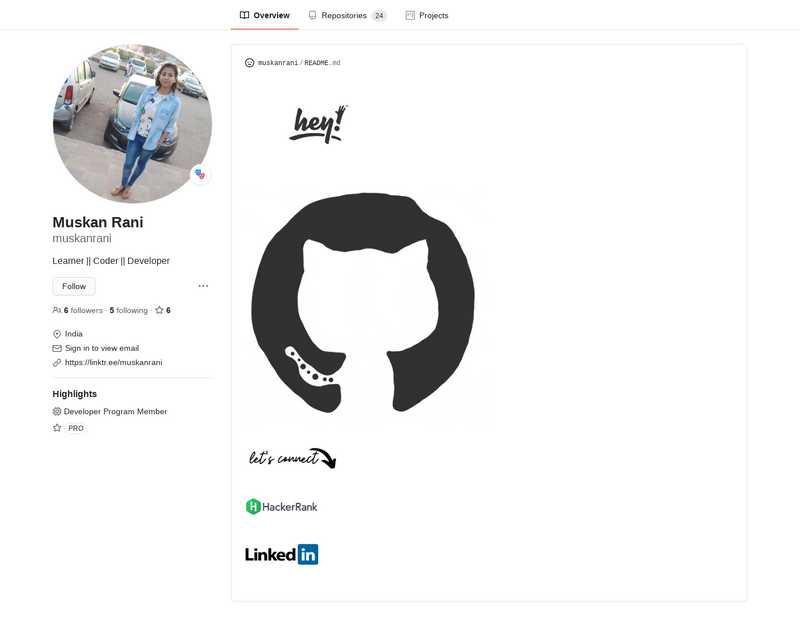 Overview
Repositories 24
Projects
muskanrani / README.md
hey!
Muskan Rani
muskanrani
Learner || Coder || Developer
Follow
6 followers · 5 following · 6
India
Sign in to view email
https://linktr.ee/muskanrani
Highlights
Developer Program Member
PRO
let's connect
H HackerRank
Linked in